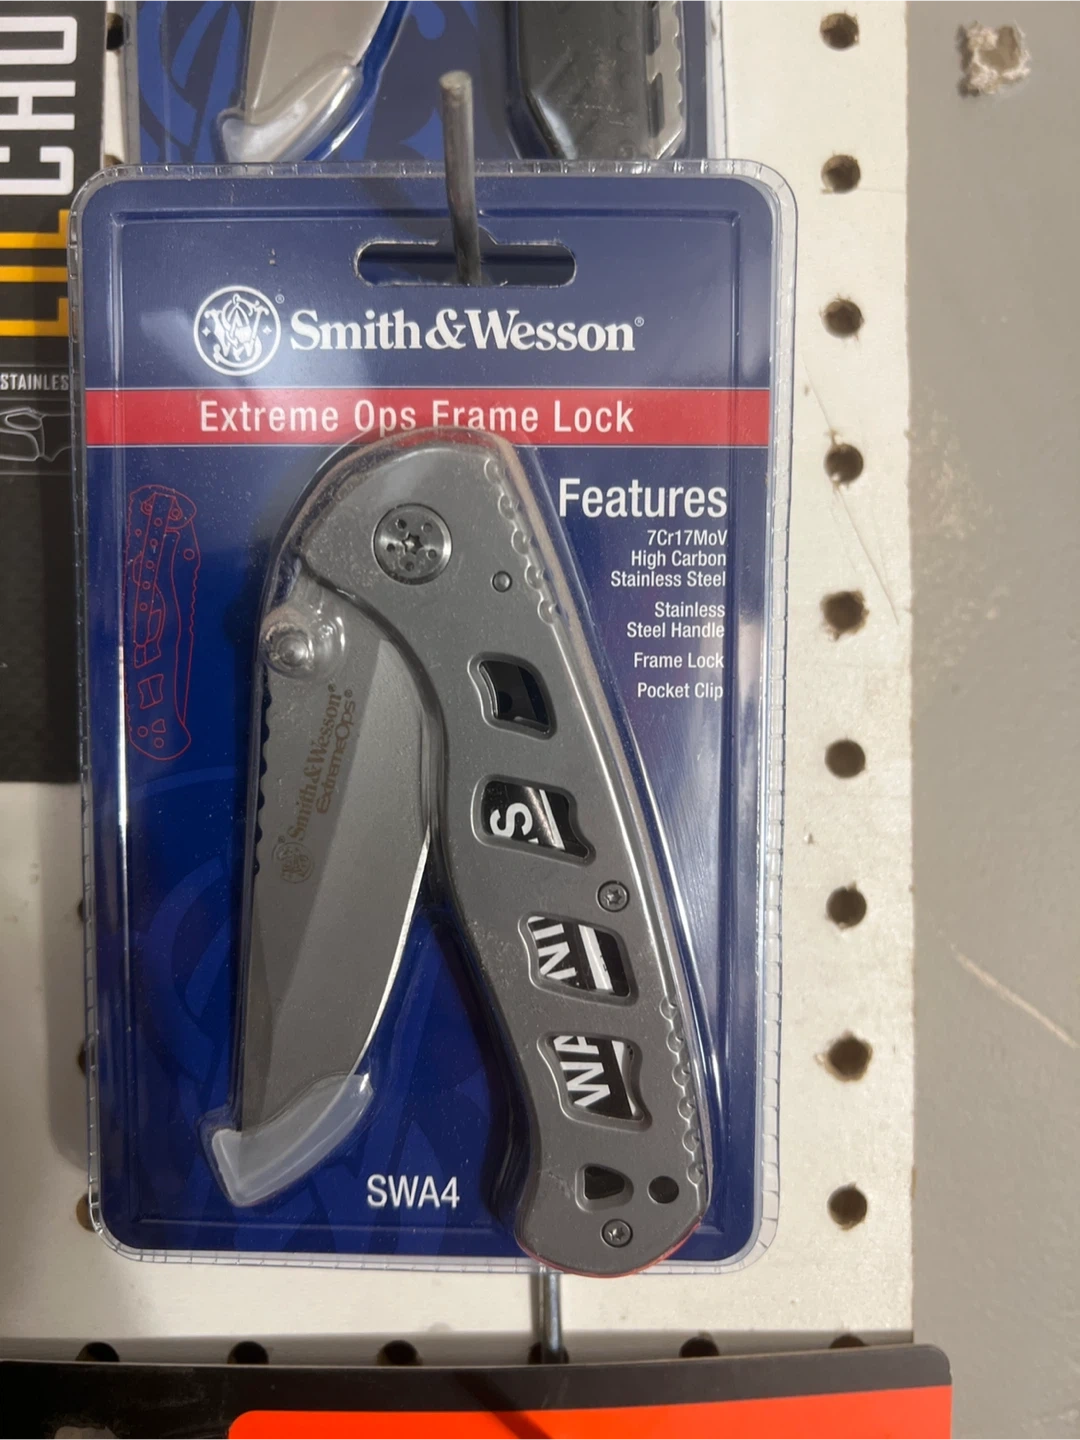 CHO
STAINLES
Smith&Wesson®
Extreme Ops Frame Lock
Features
7Cr17MoV
High Carbon
Stainless Steel
Stainless
Steel Handle
Frame Lock
Pocket Clip
Smith&Wesson®
ExtremeOps®
SWA4